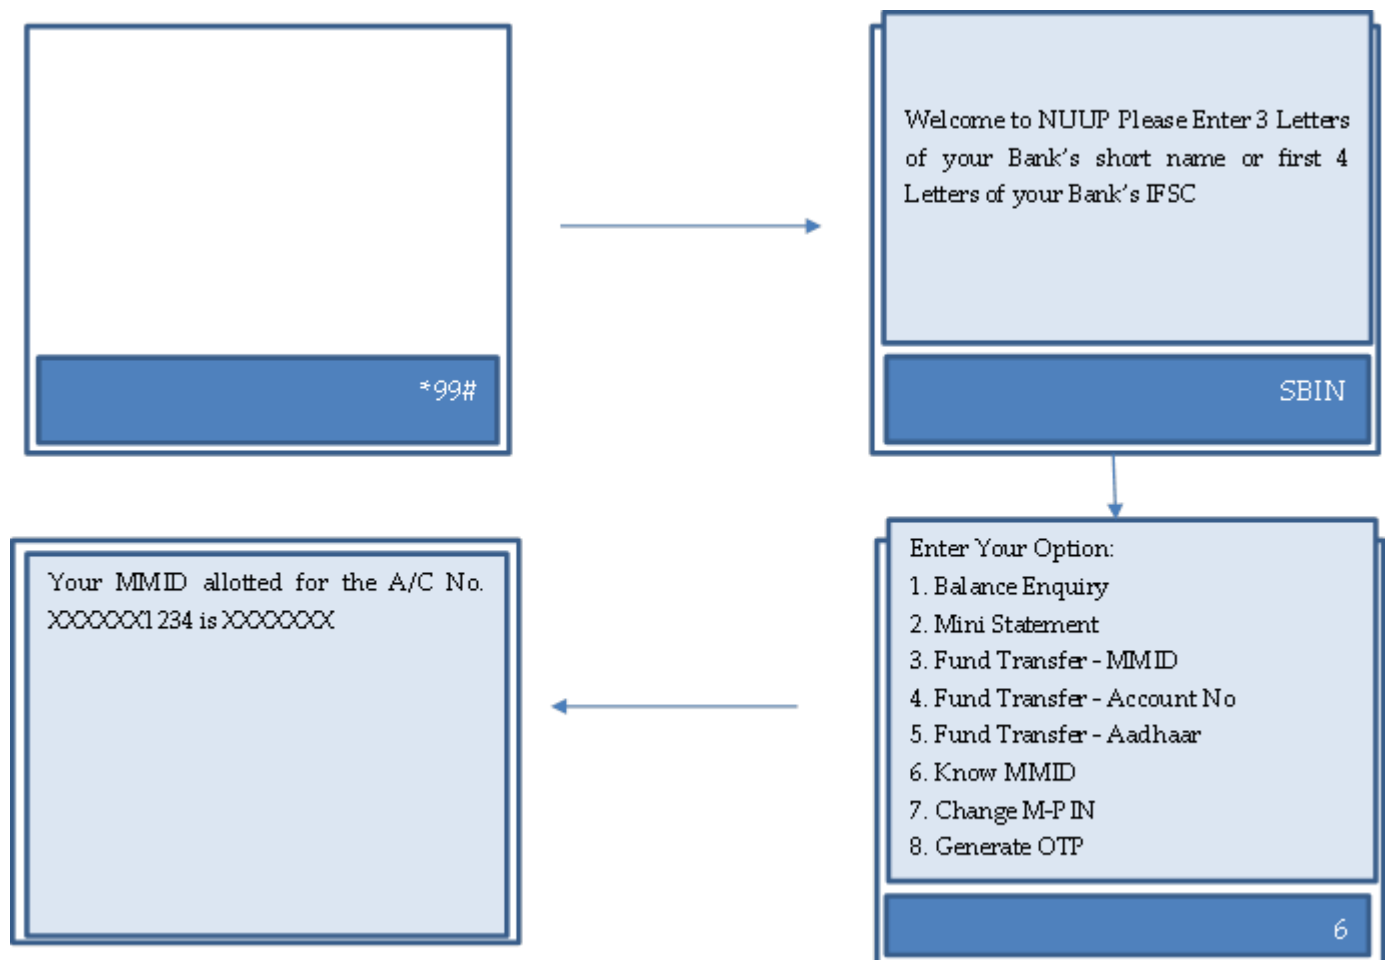 *99#
Welcome to NUUP Please Enter 3 Letters
of your Bank's short name or first 4
Letters of your Bank's IFSC
SBIN
Enter Your Option:
1. Balance Enquiry
2. Mini Statement
3. Fund Transfer - MMID
4. Fund Transfer - Account No
5. Fund Transfer - Aadhaar
6. Know MMID
7. Change M-PIN
8. Generate OTP
6
Your MMID allotted for the A/C No.
XXXXXX1234 is XXXXXXX